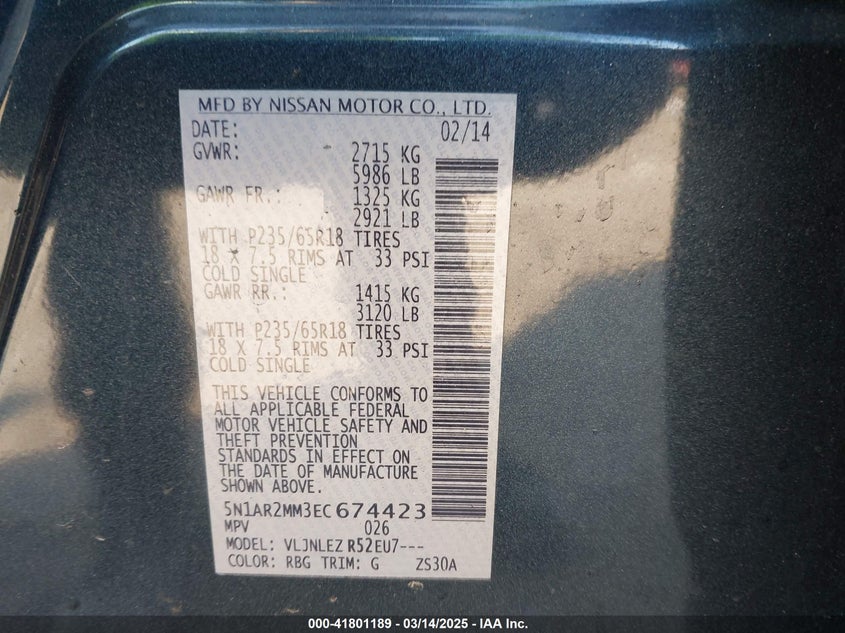 MFD BY NISSAN MOTOR CO., LTD.
DATE: 02/14
GVWR: 2715 KG
5986 LB
GAWR FR.: 1325 KG
2921 LB
WITH P235/65R18 TIRES
18 X 7.5 RIMS AT 33 PSI
COLD SINGLE
GAWR RR.: 1415 KG
3120 LB
WITH P235/65R18 TIRES
18 X 7.5 RIMS AT 33 PSI
COLD SINGLE
THIS VEHICLE CONFORMS TO
ALL APPLICABLE FEDERAL
MOTOR VEHICLE SAFETY AND
THEFT PREVENTION
STANDARDS IN EFFECT ON
THE DATE OF MANUFACTURE
SHOWN ABOVE.
5N1AR2MM3EC674423
MPV 026
MODEL: VLJNLEZ R52EU7---
COLOR: RBG TRIM: G ZS30A
000-41801189 - 03/14/2025 - IAA Inc.